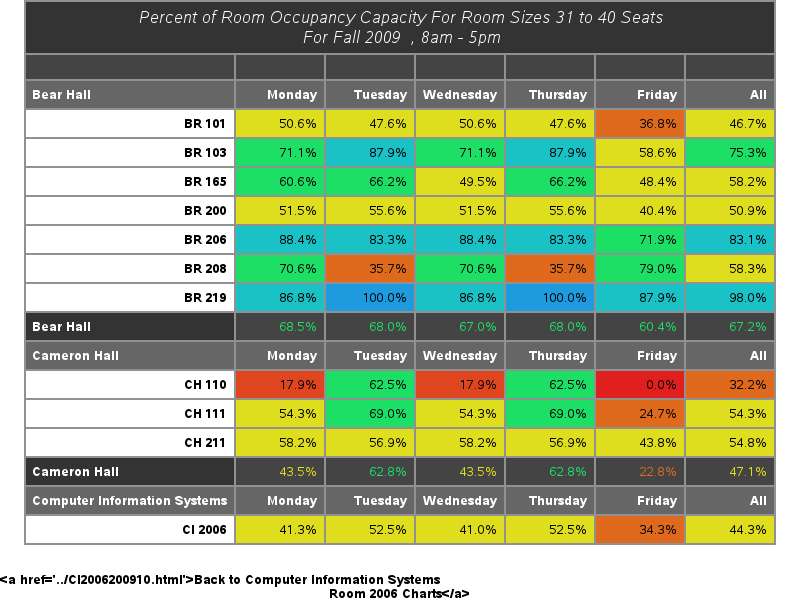 Percent of Room Occupancy Capacity For Room Sizes 31 to 40 Seats
For Fall 2009 , 8am - 5pm
Bear Hall Monday Tuesday Wednesday Thursday Friday All
BR 101 50.6% 47.6% 50.6% 47.6% 36.8% 46.7%
BR 103 71.1% 87.9% 71.1% 87.9% 58.6% 75.3%
BR 165 60.6% 66.2% 49.5% 66.2% 48.4% 58.2%
BR 200 51.5% 55.6% 51.5% 55.6% 40.4% 50.9%
BR 206 88.4% 83.3% 88.4% 83.3% 71.9% 83.1%
BR 208 70.6% 35.7% 70.6% 35.7% 79.0% 58.3%
BR 219 86.8% 100.0% 86.8% 100.0% 87.9% 98.0%
Bear Hall 68.5% 68.0% 67.0% 68.0% 60.4% 67.2%
Cameron Hall Monday Tuesday Wednesday Thursday Friday All
CH 110 17.9% 62.5% 17.9% 62.5% 0.0% 32.2%
CH 111 54.3% 69.0% 54.3% 69.0% 24.7% 54.3%
CH 211 58.2% 56.9% 58.2% 56.9% 43.8% 54.8%
Cameron Hall 43.5% 62.8% 43.5% 62.8% 22.8% 47.1%
Computer Information Systems Monday Tuesday Wednesday Thursday Friday All
CI 2006 41.3% 52.5% 41.0% 52.5% 34.3% 44.3%
<a href='../CI2006200910.html'>Back to Computer Information Systems
Room 2006 Charts</a>